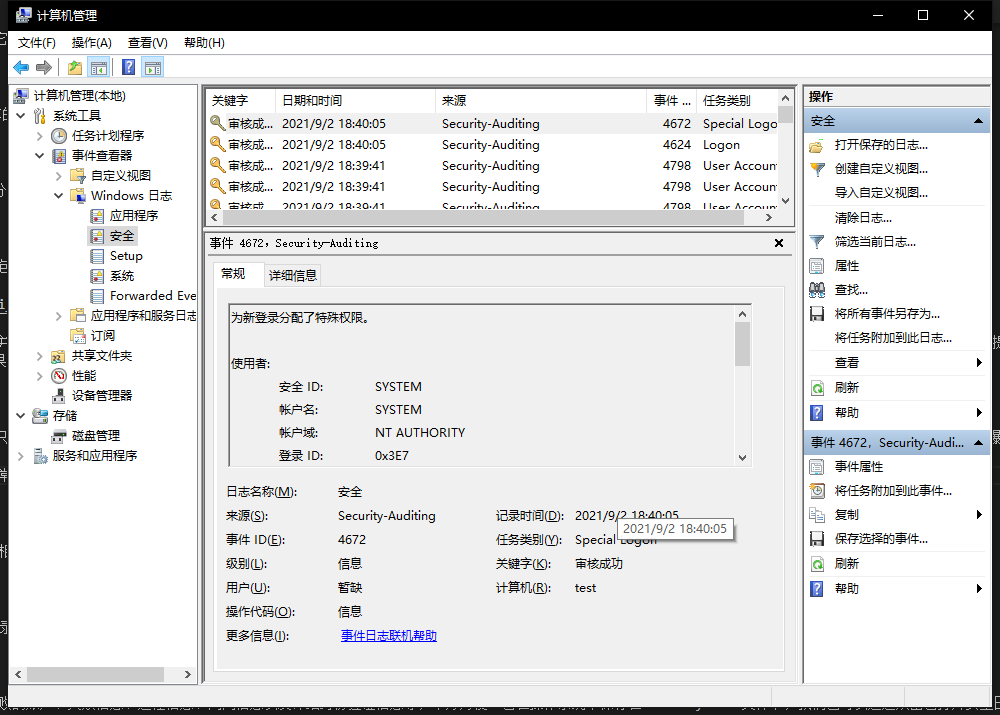 计算机管理
文件(F) 操作(A) 查看(V) 帮助(H)
计算机管理(本地)
系统工具
任务计划程序
事件查看器
自定义视图
Windows 日志
应用程序
安全
Setup
系统
Forwarded Eve
应用程序和服务日志
订阅
共享文件夹
性能
设备管理器
存储
磁盘管理
服务和应用程序
关键字 日期和时间 来源 事件 ... 任务类别
审核成... 2021/9/2 18:40:05 Security-Auditing 4672 Special Logo
审核成... 2021/9/2 18:40:05 Security-Auditing 4624 Logon
审核成... 2021/9/2 18:39:41 Security-Auditing 4798 User Accoun
审核成... 2021/9/2 18:39:41 Security-Auditing 4798 User Accoun
审核成... 2021/9/2 18:39:41 Security-Auditing 4798 User Accoun
事件 4672，Security-Auditing
常规 详细信息
为新登录分配了特殊权限。
使用者:
安全 ID: SYSTEM
帐户名: SYSTEM
帐户域: NT AUTHORITY
登录 ID: 0x3E7
日志名称(M): 安全
来源(S): Security-Auditing 记录时间(D): 2021/9/2 18:40:05
2021/9/2 18:40:05
事件 ID(E): 4672 任务类别(Y): Special Logon
级别(L): 信息 关键字(K): 审核成功
用户(U): 暂缺 计算机(R): test
操作代码(O): 信息
更多信息(I): 事件日志联机帮助
操作
安全
打开保存的日志...
创建自定义视图...
导入自定义视图...
清除日志...
筛选当前日志...
属性
查找...
将所有事件另存为...
将任务附加到此日志...
查看
刷新
帮助
事件 4672，Security-Audi...
事件属性
将任务附加到此事件...
复制
保存选择的事件...
刷新
帮助